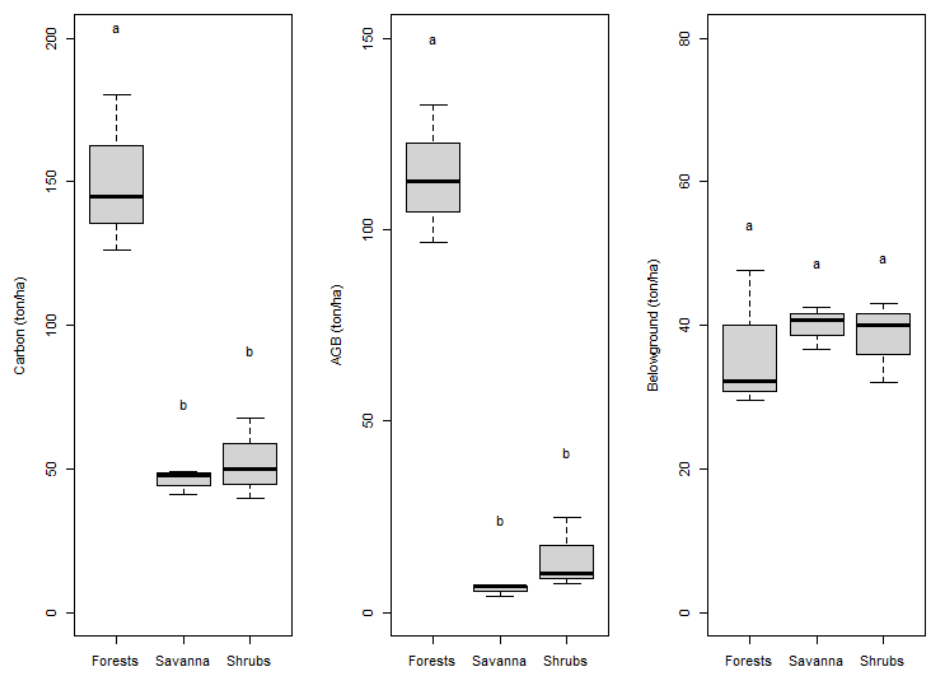 Carbon (ton/ha)
200
150
100
50
0
a
b
b
Forests Savanna Shrubs
AGB (ton/ha)
150
100
50
0
a
b
b
Forests Savanna Shrubs
Belowground (ton/ha)
80
60
40
20
0
a
a
a
Forests Savanna Shrubs